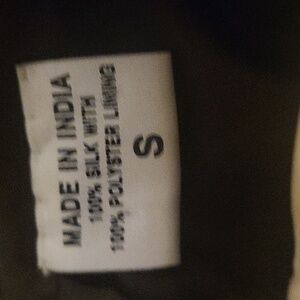 MADE IN INDIA
100% SILK WITH
100% POLYSTER LINING
S